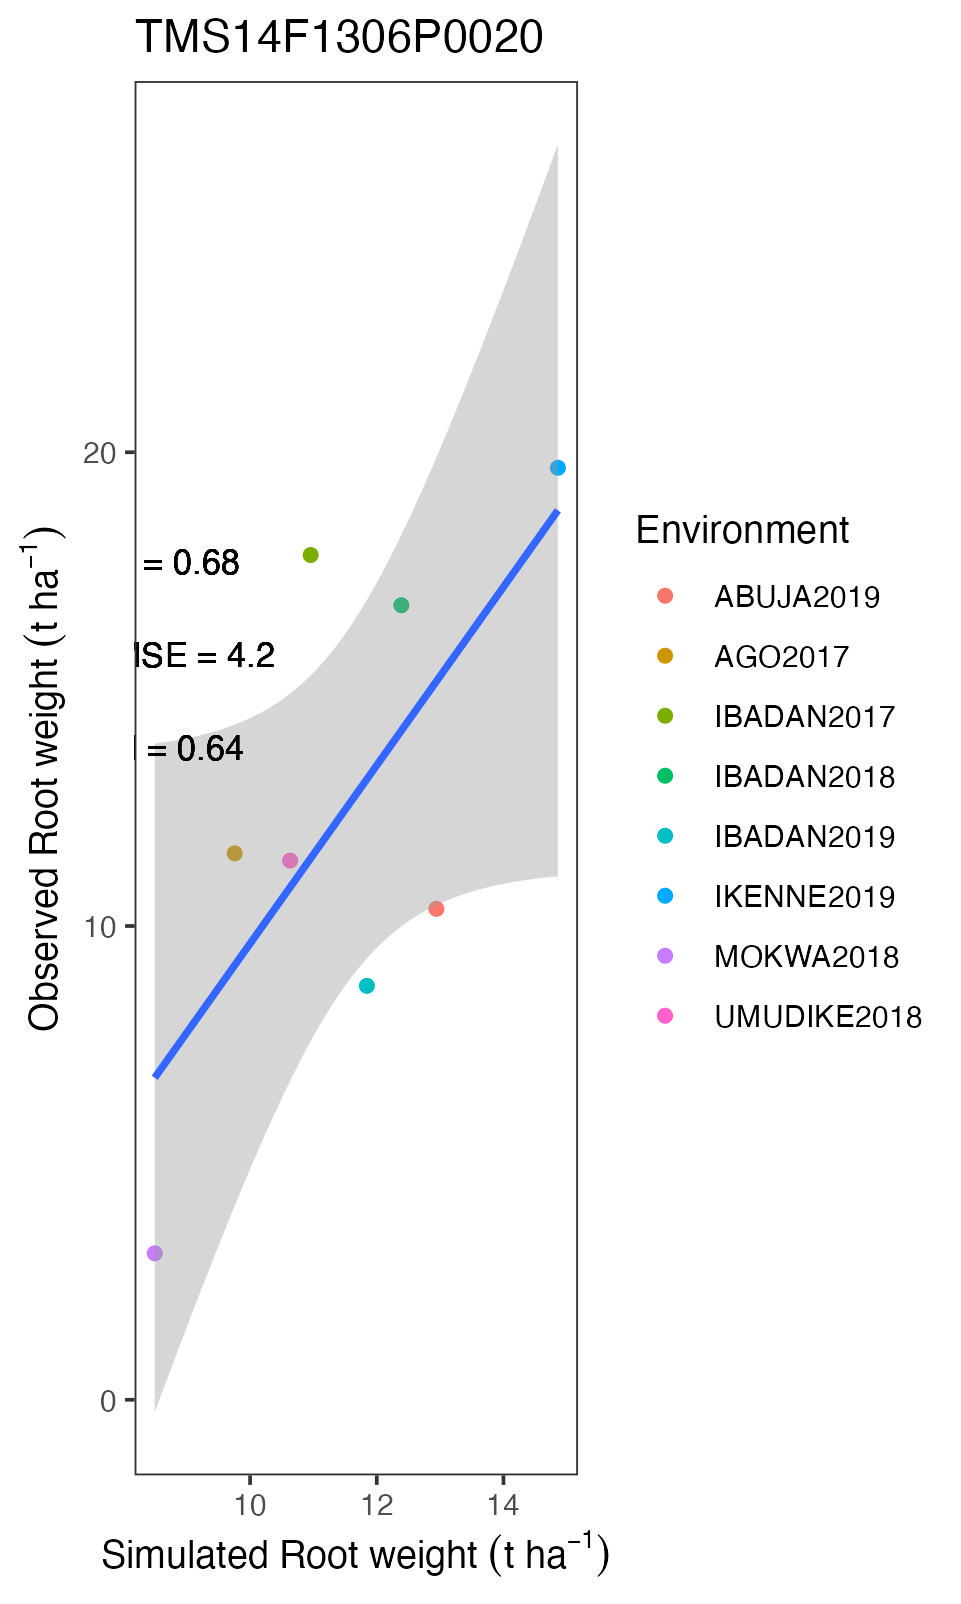 TMS14F1306P0020
Observed Root weight (t ha⁻¹)
20
10
0
= 0.68
MSE = 4.2
= 0.64
10 12 14
Simulated Root weight (t ha⁻¹)
Environment
ABUJA2019
AGO2017
IBADAN2017
IBADAN2018
IBADAN2019
IKENNE2019
MOKWA2018
UMUDIKE2018